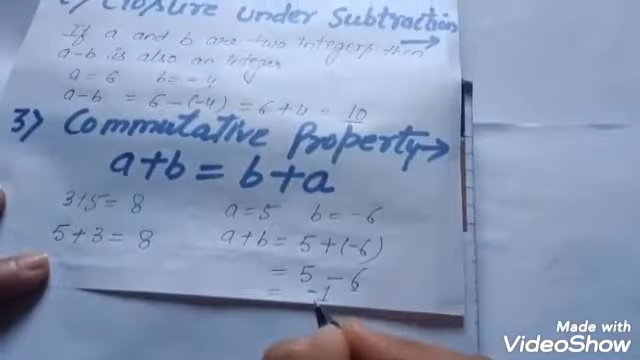 2) Closure under Subtraction →
If a and b are two Integers then
a-b is also an Integer
a = 6 b = -4
a-b = 6-(-4) = 6+4 = 10
3) Commutative Property →
a+b = b+a
3+5 = 8 a = 5 b = -6
5+3 = 8 a+b = 5+(-6)
= 5 - 6
= -1
Made with
VideoShow